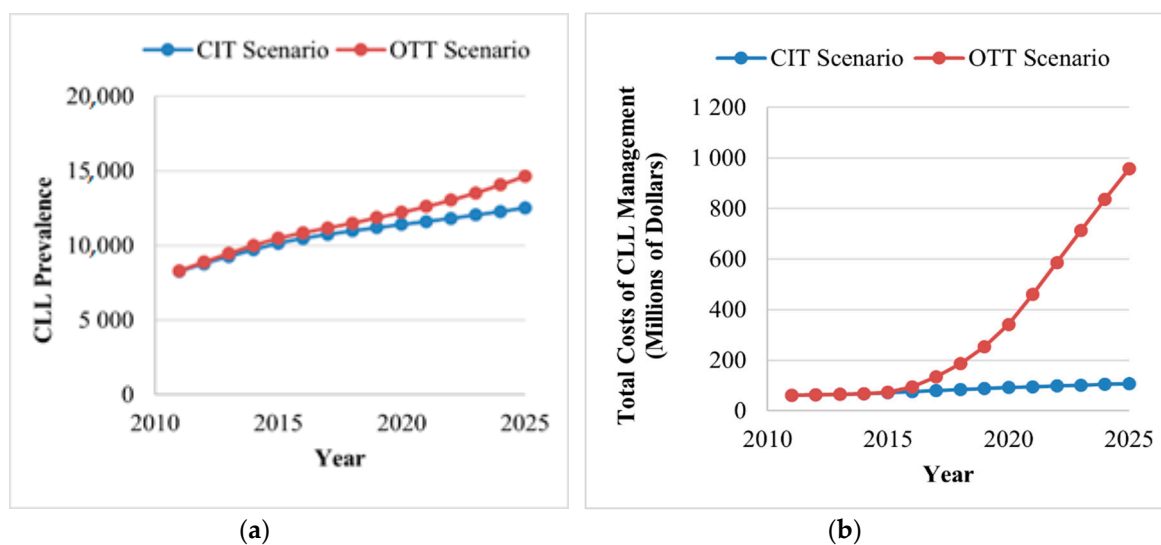 CIT Scenario OTT Scenario
20,000
15,000
10,000
5 000
0
2010 2015 2020 2025
CLL Prevalence
Year
(a)
CIT Scenario OTT Scenario
1 200
1 000
800
600
400
200
0
2010 2015 2020 2025
Total Costs of CLL Management
(Millions of Dollars)
Year
(b)